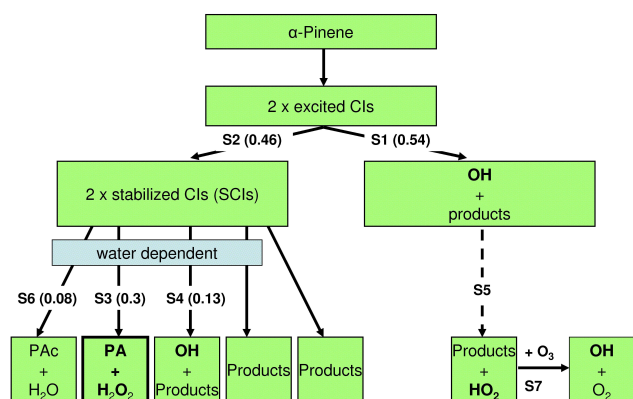 α-Pinene
2 x excited CIs
S2 (0.46)
S1 (0.54)
2 x stabilized CIs (SCIs)
OH
+
products
water dependent
S6 (0.08)
S3 (0.3)
S4 (0.13)
S5
PAc
+
H₂O
PA
+
H₂O₂
OH
+
Products
Products
Products
Products
+
HO₂
+ O₃
S7
OH
+
O₂